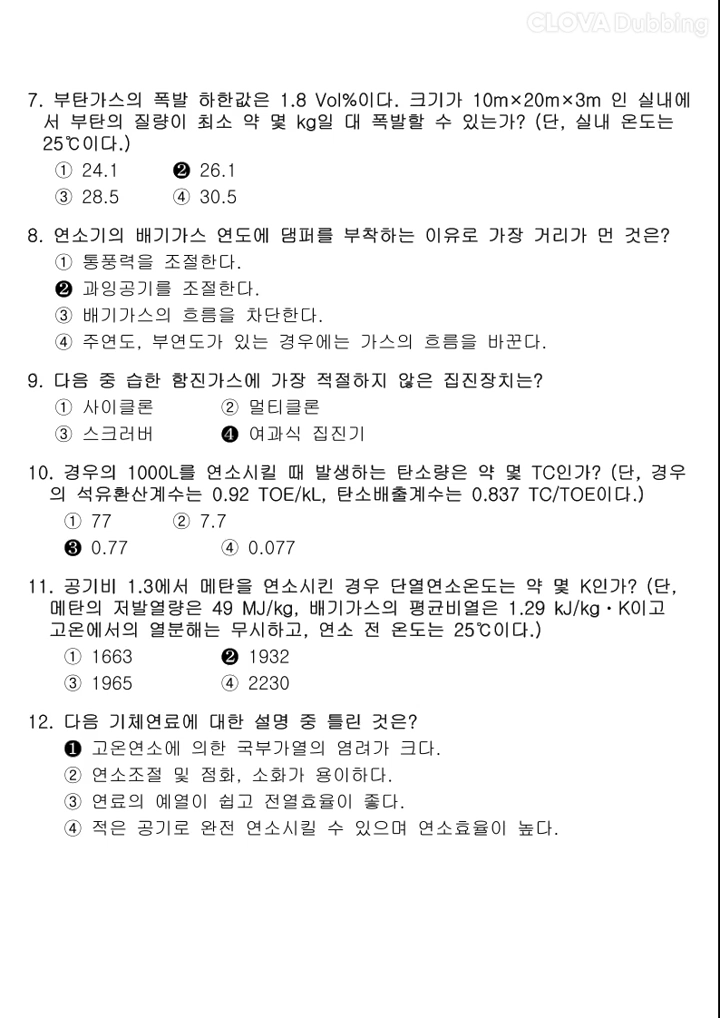 CLOVA Dubbing
7. 부탄가스의 폭발 하한값은 1.8 Vol%이다. 크기가 10m×20m×3m 인 실내에
서 부탄의 질량이 최소 약 몇 kg일 대 폭발할 수 있는가? (단, 실내 온도는
25℃이다.)
① 24.1 ❷ 26.1
③ 28.5 ④ 30.5
8. 연소기의 배기가스 연도에 댐퍼를 부착하는 이유로 가장 거리가 먼 것은?
① 통풍력을 조절한다.
❷ 과잉공기를 조절한다.
③ 배기가스의 흐름을 차단한다.
④ 주연도, 부연도가 있는 경우에는 가스의 흐름을 바꾼다.
9. 다음 중 습한 함진가스에 가장 적절하지 않은 집진장치는?
① 사이클론 ② 멀티클론
③ 스크러버 ❹ 여과식 집진기
10. 경우의 1000L를 연소시킬 때 발생하는 탄소량은 약 몇 TC인가? (단, 경우
의 석유환산계수는 0.92 TOE/kL, 탄소배출계수는 0.837 TC/TOE이다.)
① 77 ② 7.7
❸ 0.77 ④ 0.077
11. 공기비 1.3에서 메탄을 연소시킨 경우 단열연소온도는 약 몇 K인가? (단,
메탄의 저발열량은 49 MJ/kg, 배기가스의 평균비열은 1.29 kJ/kg·K이고
고온에서의 열분해는 무시하고, 연소 전 온도는 25℃이다.)
① 1663 ❷ 1932
③ 1965 ④ 2230
12. 다음 기체연료에 대한 설명 중 틀린 것은?
❶ 고온연소에 의한 국부가열의 염려가 크다.
② 연소조절 및 점화, 소화가 용이하다.
③ 연료의 예열이 쉽고 전열효율이 좋다.
④ 적은 공기로 완전 연소시킬 수 있으며 연소효율이 높다.